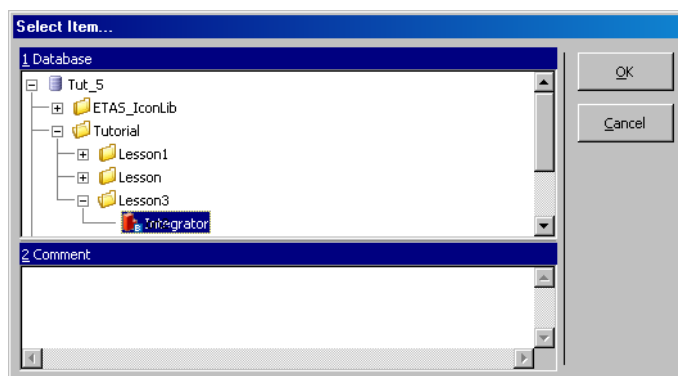 Select Item...
1 Database
OK
Tut_5
ETAS_IconLib
Cancel
Tutorial
Lesson1
Lesson
Lesson3
Integrator
2 Comment